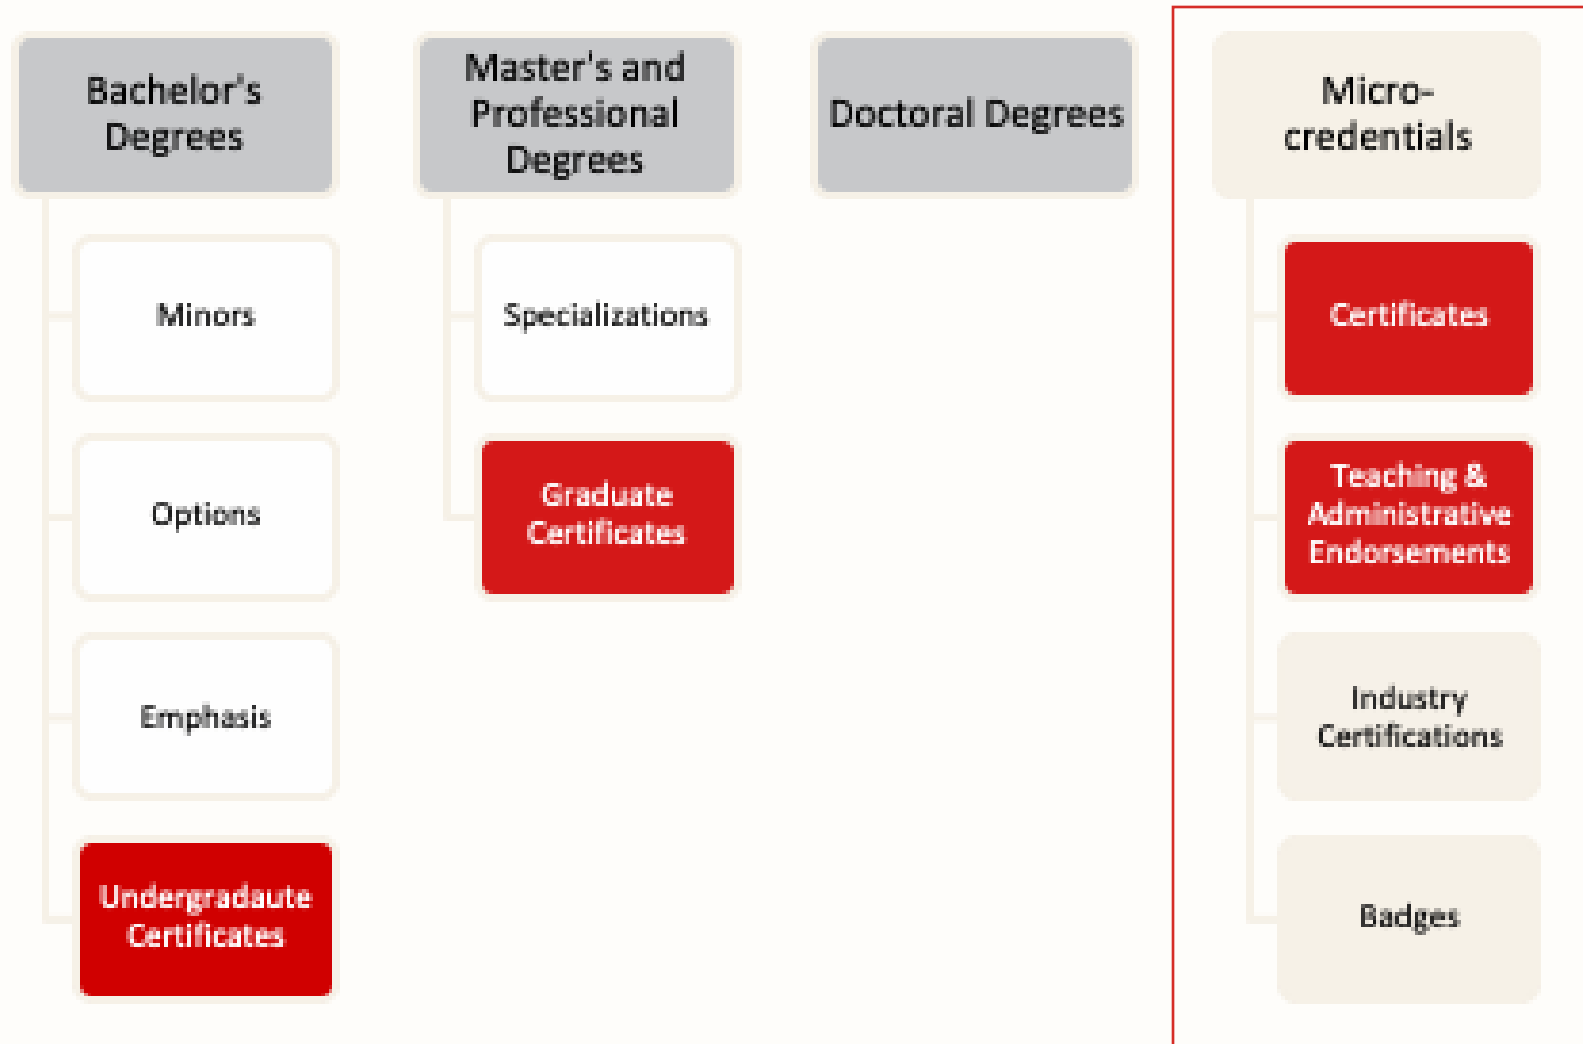 Bachelor's
Degrees
Minors
Options
Emphasis
Undergradaute
Certificates
Master's and
Professional
Degrees
Specializations
Graduate
Certificates
Doctoral Degrees
Micro-
credentials
Certificates
Teaching &
Administrative
Endorsements
Industry
Certifications
Badges